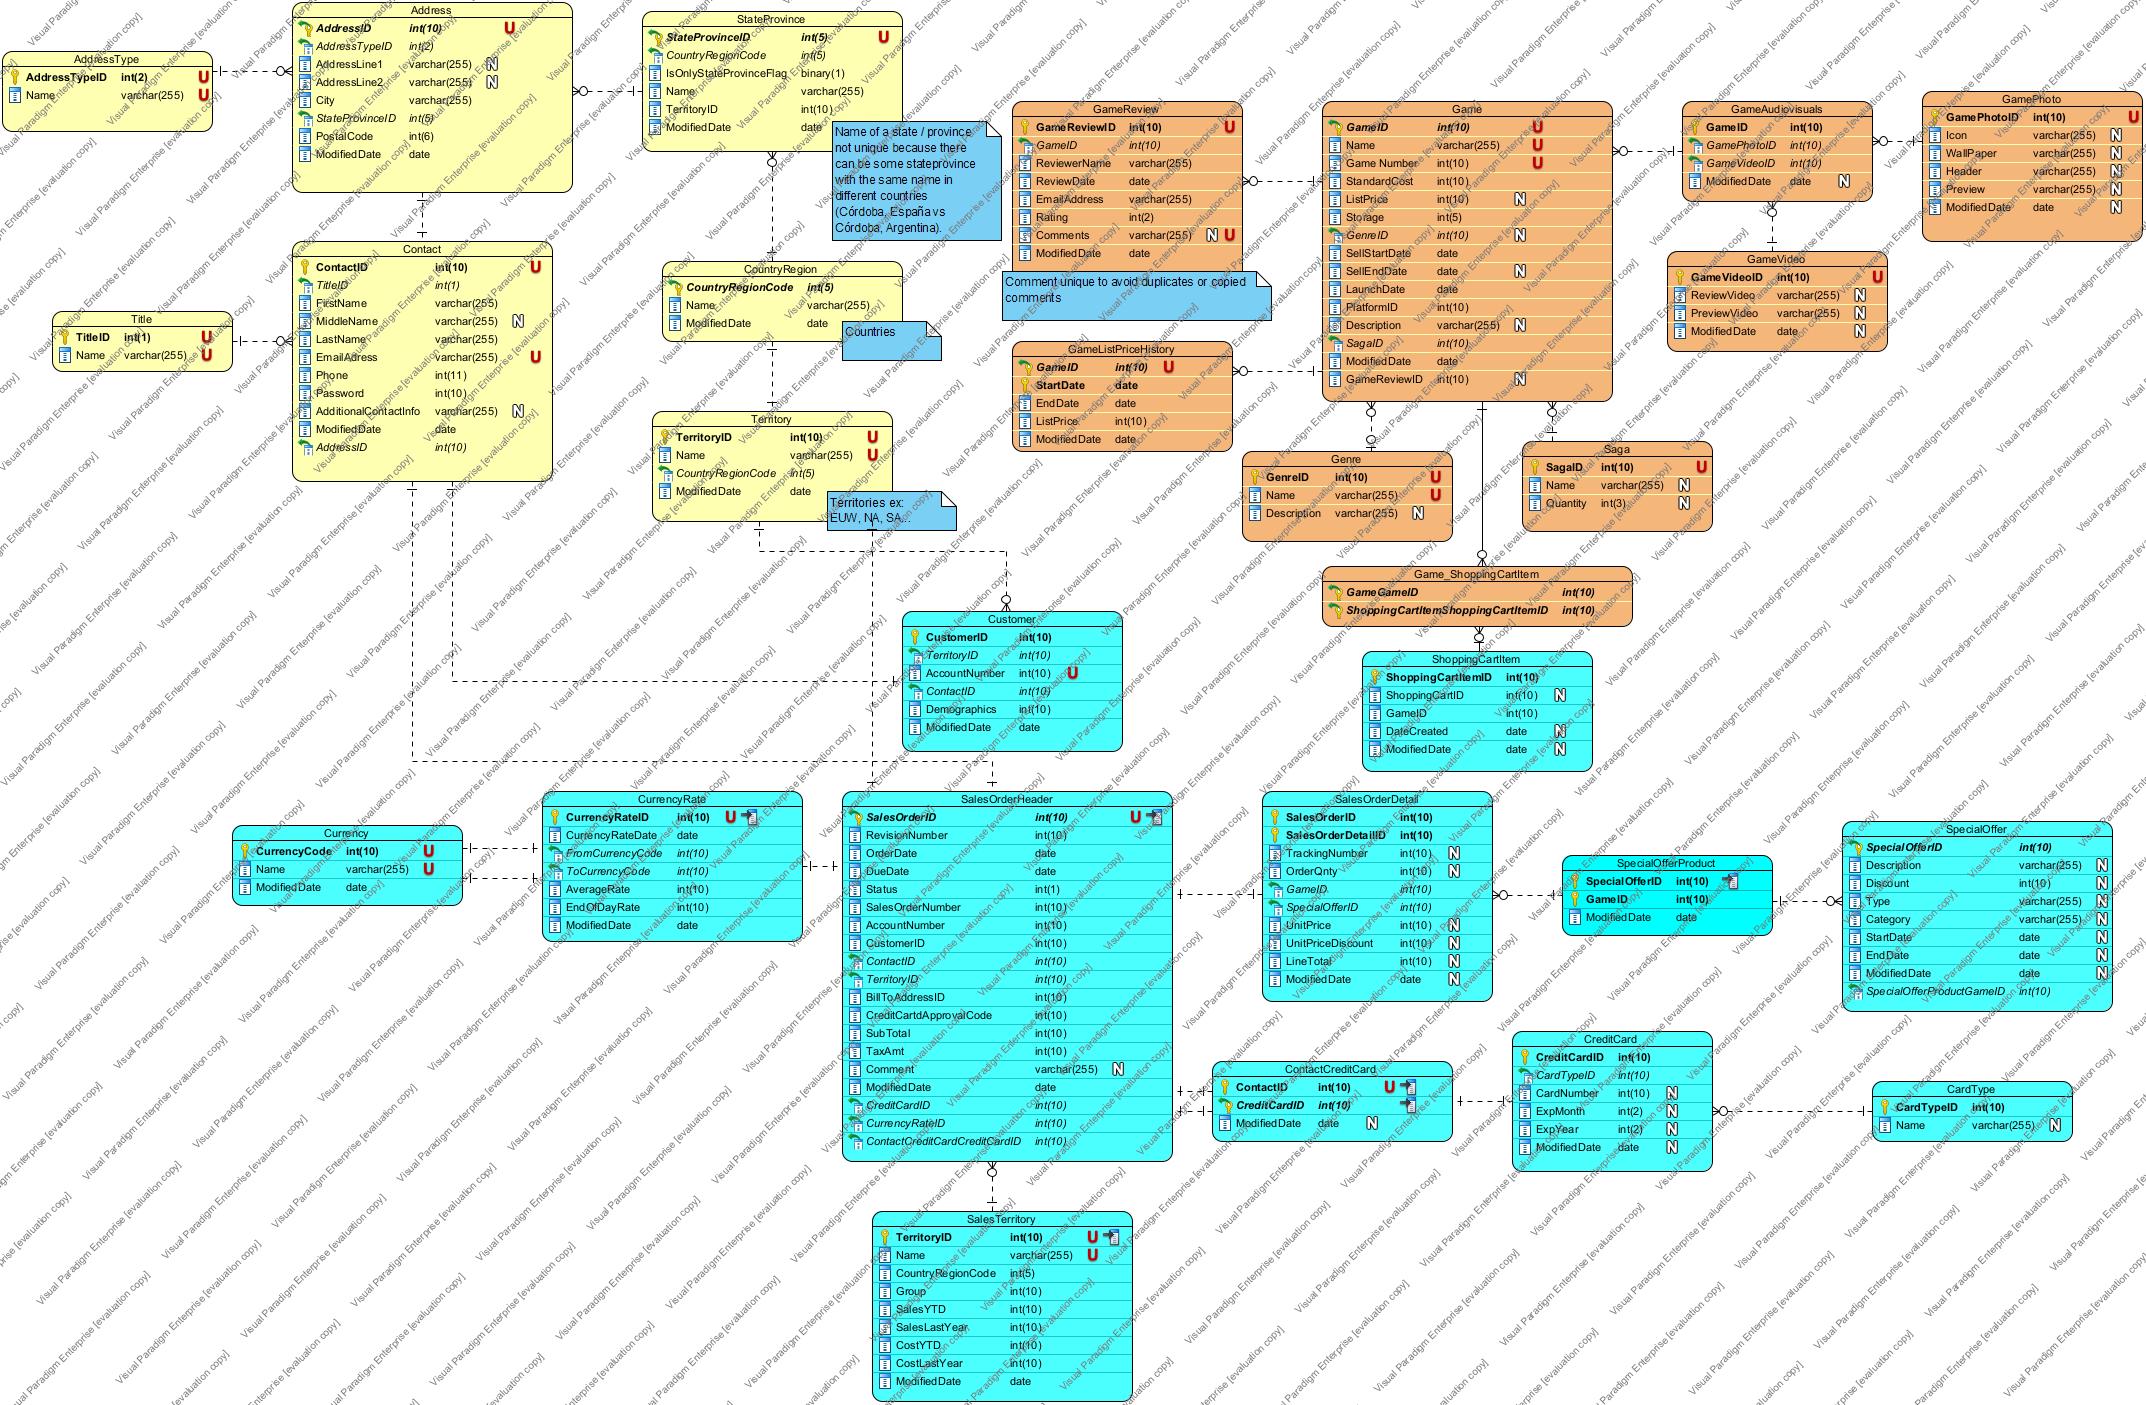 Address
AddressID int(10) U
AddressTypeID int(2)
AddressLine1 varchar(255) N
AddressLine2 varchar(255) N
City varchar(255)
StateProvinceID int(5)
PostalCode int(6)
ModifiedDate date
AddressType
AddressTypeID int(2) U
Name varchar(255) U
StateProvince
StateProvinceID int(5) U
CountryRegionCode int(5)
IsOnlyStateProvinceFlag binary(1)
Name varchar(255)
TerritoryID int(10)
ModifiedDate date
Name of a state / province
not unique because there
can be some stateprovince
with the same name in
different countries
(Córdoba, España vs
Córdoba, Argentina).
Contact
ContactID int(10) U
TitleID int(1)
FirstName varchar(255)
MiddleName varchar(255) N
LastName varchar(255)
EmailAdress varchar(255) U
Phone int(11)
Password int(10)
AdditionalContactInfo varchar(255) N
ModifiedDate date
AddressID int(10)
Title
TitleID int(1) U
Name varchar(255) U
CountryRegion
CountryRegionCode int(5)
Name varchar(255)
ModifiedDate date
Countries
Territory
TerritoryID int(10) U
Name varchar(255) U
CountryRegionCode int(5)
ModifiedDate date
Territories ex:
EUW, NA, SA...
GameReview
GameReviewID int(10) U
GameID int(10)
ReviewerName varchar(255)
ReviewDate date
EmailAddress varchar(255)
Rating int(2)
Comments varchar(255) N U
ModifiedDate date
Comment unique to avoid duplicates or copied
comments
GameListPriceHistory
GameID int(10) U
StartDate date
EndDate date
ListPrice int(10)
ModifiedDate date
Game
GameID int(10) U
Name varchar(255) U
Game Number int(10) U
StandardCost int(10)
ListPrice int(10) N
Storage int(5)
GenreID int(10) N
SellStartDate date
SellEndDate date N
LaunchDate date
PlatformID int(10)
Description varchar(255) N
SagaID int(10)
ModifiedDate date
GameReviewID int(10) N
GameAudiovisuals
GameID int(10)
GamePhotoID int(10)
GameVideoID int(10)
ModifiedDate date N
GamePhoto
GamePhotoID int(10) U
Icon varchar(255) N
WallPaper varchar(255) N
Header varchar(255) N
Preview varchar(255) N
ModifiedDate date N
GameVideo
GameVideoID int(10) U
ReviewVideo varchar(255) N
PreviewVideo varchar(255) N
ModifiedDate date N
Genre
GenreID int(10) U
Name varchar(255) U
Description varchar(255) N
Saga
SagaID int(10) U
Name varchar(255) N
Quantity int(3) N
Game_ShoppingCartItem
GameGameID int(10)
ShoppingCartItemShoppingCartItemID int(10)
ShoppingCartItem
ShoppingCartItemID int(10)
ShoppingCartID int(10) N
GameID int(10)
DateCreated date N
ModifiedDate date N
Customer
CustomerID int(10)
TerritoryID int(10)
AccountNumber int(10) U
ContactID int(10)
Demographics int(10)
ModifiedDate date
Currency
CurrencyCode int(10) U
Name varchar(255) U
ModifiedDate date
CurrencyRate
CurrencyRateID int(10) U
CurrencyRateDate date
FromCurrencyCode int(10)
ToCurrencyCode int(10)
AverageRate int(10)
EndOfDayRate int(10)
ModifiedDate date
SalesOrderHeader
SalesOrderID int(10) U
RevisionNumber int(10)
OrderDate date
DueDate date
Status int(1)
SalesOrderNumber int(10)
AccountNumber int(10)
CustomerID int(10)
ContactID int(10)
TerritoryID int(10)
BillToAddressID int(10)
CreditCartdApprovalCode int(10)
SubTotal int(10)
TaxAmt int(10)
Comment varchar(255) N
ModifiedDate date
CreditCardID int(10)
CurrencyRateID int(10)
ContactCreditCardCreditCardID int(10)
SalesOrderDetail
SalesOrderID int(10)
SalesOrderDetailID int(10)
TrackingNumber int(10) N
OrderQnty int(10) N
GameID int(10)
SpecialOfferID int(10)
UnitPrice int(10) N
UnitPriceDiscount int(10) N
LineTotal int(10) N
ModifiedDate date N
SpecialOfferProduct
SpecialOfferID int(10)
GameID int(10)
ModifiedDate date
SpecialOffer
SpecialOfferID int(10)
Description varchar(255) N
Discount int(10) N
Type varchar(255) N
Category varchar(255) N
StartDate date N
EndDate date N
ModifiedDate date N
SpecialOfferProductGameID int(10)
ContactCreditCard
ContactID int(10) U
CreditCardID int(10)
ModifiedDate date N
CreditCard
CreditCardID int(10)
CardTypeID int(10)
CardNumber int(10) N
ExpMonth int(2) N
ExpYear int(2) N
ModifiedDate date N
CardType
CardTypeID int(10)
Name varchar(255) N
SalesTerritory
TerritoryID int(10) U
Name varchar(255) U
CountryRegionCode int(5)
Group int(10)
SalesYTD int(10)
SalesLastYear int(10)
CostYTD int(10)
CostLastYear int(10)
ModifiedDate date
Visual Paradigm Enterprise [evaluation copy]